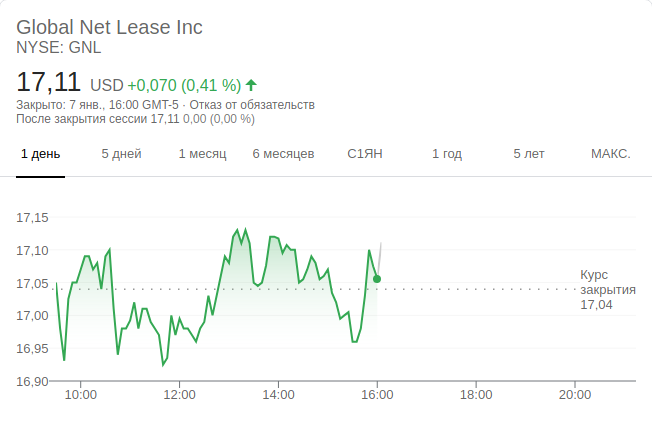 Global Net Lease Inc
NYSE: GNL
17,11 USD +0,070 (0,41 %)
Закрыто: 7 янв., 16:00 GMT-5 · Отказ от обязательств
После закрытия сессии 17,11 0,00 (0,00 %)
1 день 5 дней 1 месяц 6 месяцев С1ЯН 1 год 5 лет МАКС.
17,15
17,10
17,05
17,00
16,95
16,90
Курс
закрытия
17,04
10:00 12:00 14:00 16:00 18:00 20:00